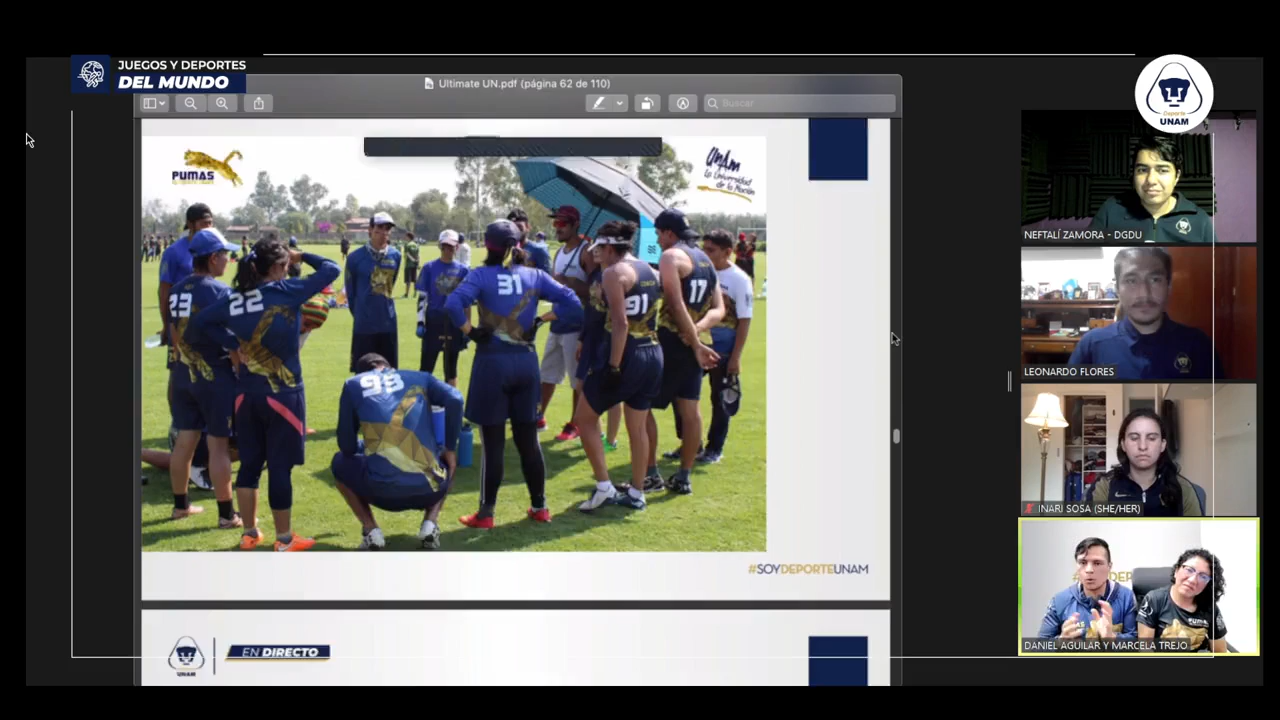 JUEGOS Y DEPORTES
DEL MUNDO
Ultimate UN.pdf (página 62 de 110)
Buscar
Deporte
UNAM
PUMAS
UNAM
La Universidad
de la Nación
23
22
31
91
17
99
#SOYDEPORTEUNAM
UNAM
EN DIRECTO
NEFTALÍ ZAMORA - DGDU
LEONARDO FLORES
INARI SOSA (SHE/HER)
DANIEL AGUILAR Y MARCELA TREJO